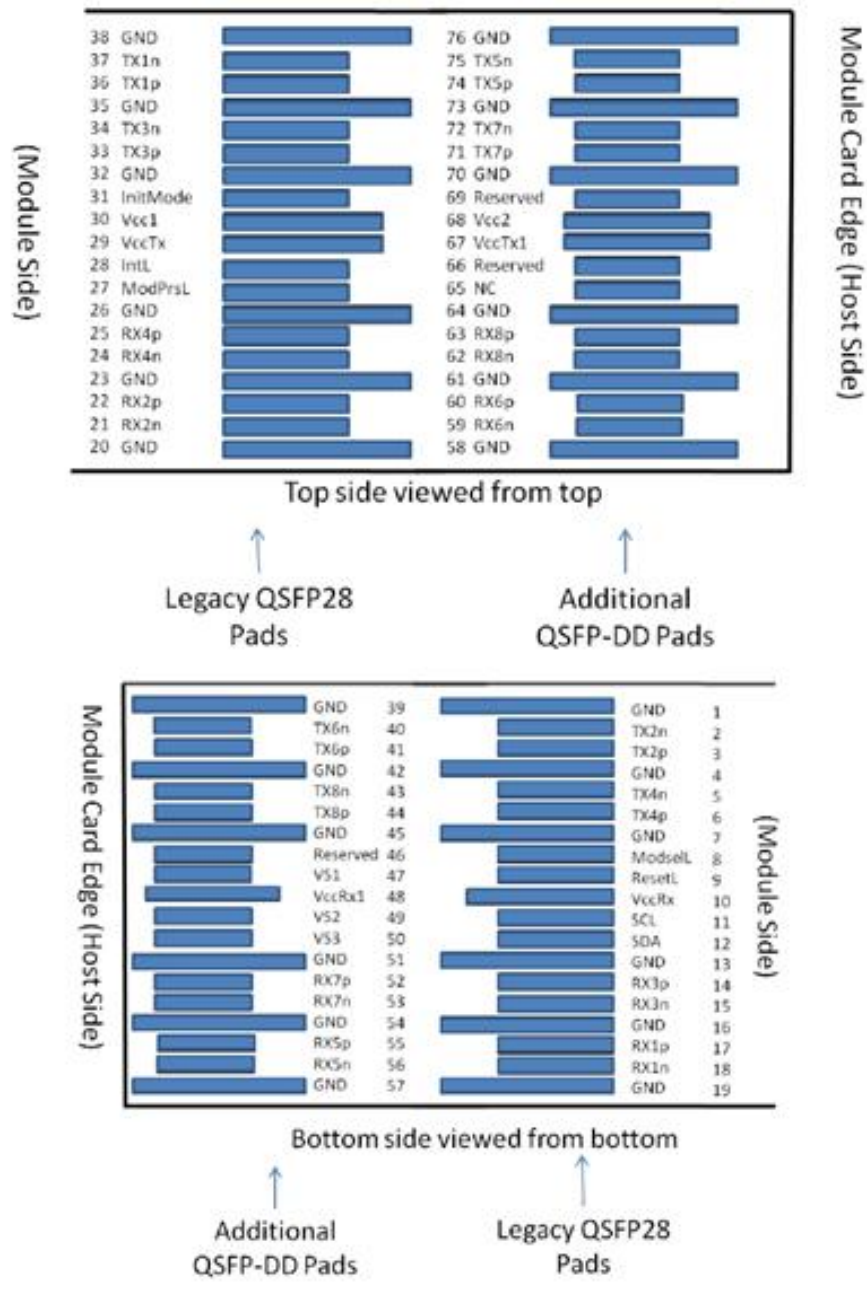 38 GND 76 GND
37 TX1n 75 TX5n
36 TX1p 74 TX5p
35 GND 73 GND
34 TX3n 72 TX7n
33 TX3p 71 TX7p
32 GND 70 GND
31 InitMode 69 Reserved
30 Vcc1 68 Vcc2
29 VccTx 67 VccTx1
28 IntL 66 Reserved
27 ModPrsL 65 NC
26 GND 64 GND
25 RX4p 63 RX8p
24 RX4n 62 RX8n
23 GND 61 GND
22 RX2p 60 RX6p
21 RX2n 59 RX6n
20 GND 58 GND
(Module Side)
Module Card Edge (Host Side)
Top side viewed from top
Legacy QSFP28
Pads
Additional
QSFP-DD Pads
Module Card Edge (Host Side)
GND 39 GND 1
TX6n 40 TX2n 2
TX6p 41 TX2p 3
GND 42 GND 4
TX8n 43 TX4n 5
TX8p 44 TX4p 6
GND 45 GND 7
Reserved 46 ModselL 8
VS1 47 ResetL 9
VccRx1 48 VccRx 10
VS2 49 SCL 11
VS3 50 SDA 12
GND 51 GND 13
RX7p 52 RX3p 14
RX7n 53 RX3n 15
GND 54 GND 16
RX5p 55 RX1p 17
RX5n 56 RX1n 18
GND 57 GND 19
(Module Side)
Bottom side viewed from bottom
Additional
QSFP-DD Pads
Legacy QSFP28
Pads